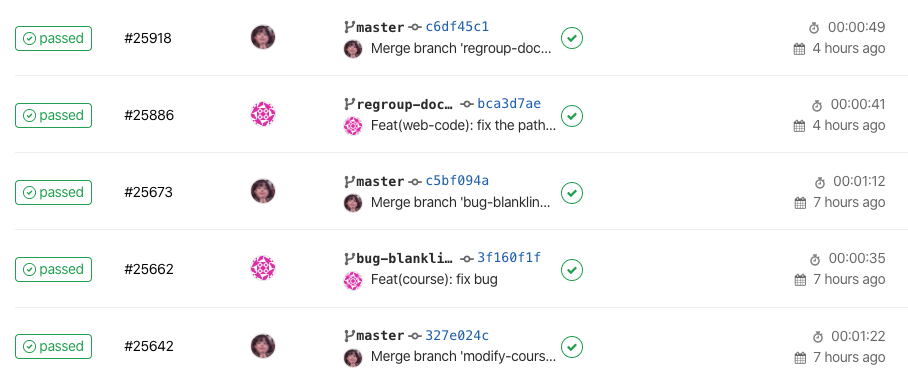 passed #25918 master c6df45c1 00:00:49
Merge branch 'regroup-doc... 4 hours ago
passed #25886 regroup-doc... bca3d7ae 00:00:41
Feat(web-code): fix the path... 4 hours ago
passed #25673 master c5bf094a 00:01:12
Merge branch 'bug-blanklin... 7 hours ago
passed #25662 bug-blankli... 3f160f1f 00:00:35
Feat(course): fix bug 7 hours ago
passed #25642 master 327e024c 00:01:22
Merge branch 'modify-cours... 7 hours ago